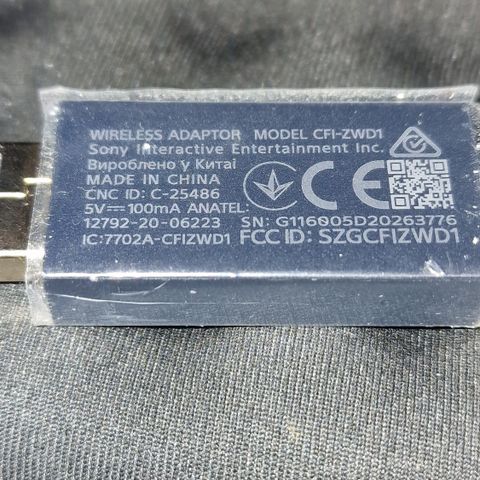 WIRELESS ADAPTOR MODEL CFI-ZWD1
Sony Interactive Entertainment Inc.
Вироблено у Китаї
MADE IN CHINA
CNC ID: C-25486
5V⎓100mA ANATEL:
12792-20-06223 SN: G116005D20263776
IC:7702A-CFIZWD1 FCC ID: SZGCFIZWD1
CE